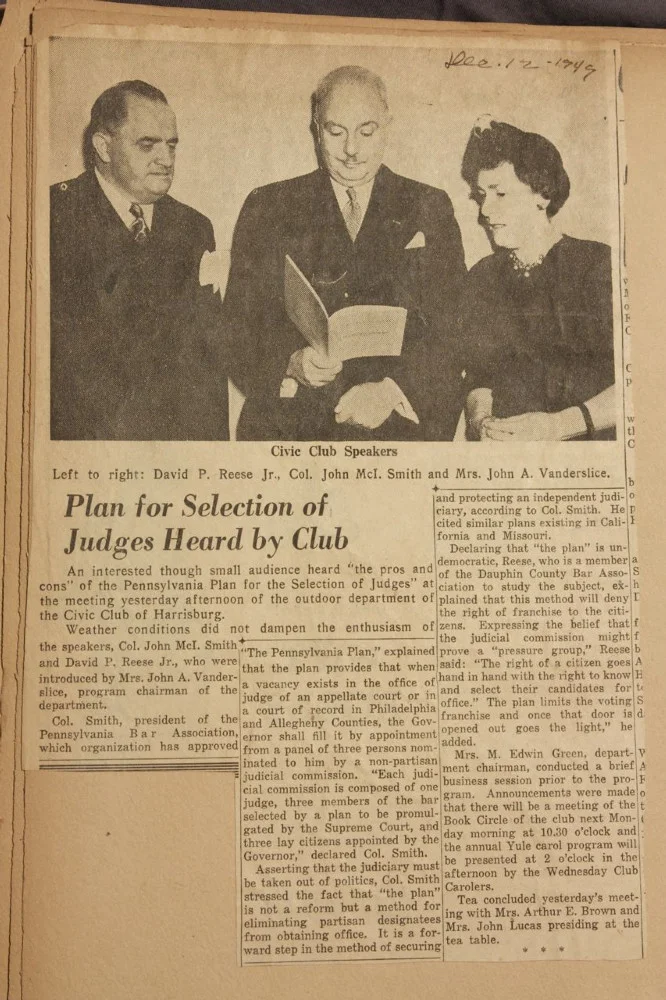 Dec. 12 - 1949
Civic Club Speakers
Left to right: David P. Reese Jr., Col. John McI. Smith and Mrs. John A. Vanderslice.
Plan for Selection of
Judges Heard by Club
An interested though small audience heard "the pros and
cons" of the Pennsylvania Plan for the Selection of Judges" at
the meeting yesterday afternoon of the outdoor department of
the Civic Club of Harrisburg.
Weather conditions did not dampen the enthusiasm of
the speakers, Col. John McI. Smith
and David P. Reese Jr., who were
introduced by Mrs. John A. Vander-
slice, program chairman of the
department.
Col. Smith, president of the
Pennsylvania Bar Association,
which organization has approved
"The Pennsylvania Plan," explained
that the plan provides that when
a vacancy exists in the office of
judge of an appellate court or in
a court of record in Philadelphia
and Allegheny Counties, the Gov-
ernor shall fill it by appointment
from a panel of three persons nom-
inated to him by a non-partisan
judicial commission. "Each judi-
cial commission is composed of one
judge, three members of the bar
selected by a plan to be promul-
gated by the Supreme Court, and
three lay citizens appointed by the
Governor," declared Col. Smith.
Asserting that the judiciary must
be taken out of politics, Col. Smith
stressed the fact that "the plan"
is not a reform but a method for
eliminating partisan designatees
from obtaining office. It is a for-
ward step in the method of securing
and protecting an independent judi-
ciary, according to Col. Smith. He
cited similar plans existing in Cali-
fornia and Missouri.
Declaring that "the plan" is un-
democratic, Reese, who is a member
of the Dauphin County Bar Asso-
ciation to study the subject, ex-
plained that this method will deny
the right of franchise to the citi-
zens. Expressing the belief that
the judicial commission might
prove a "pressure group," Reese
said: "The right of a citizen goes
hand in hand with the right to know
and select their candidates for
office." The plan limits the voting
franchise and once that door is
opened out goes the light," he
added.
Mrs. M. Edwin Green, depart-
ment chairman, conducted a brief
business session prior to the pro-
gram. Announcements were made
that there will be a meeting of the
Book Circle of the club next Mon-
day morning at 10.30 o'clock and
the annual Yule carol program will
be presented at 2 o'clock in the
afternoon by the Wednesday Club
Carolers.
Tea concluded yesterday's meet-
ing with Mrs. Arthur E. Brown and
Mrs. John Lucas presiding at the
tea table.
* * *